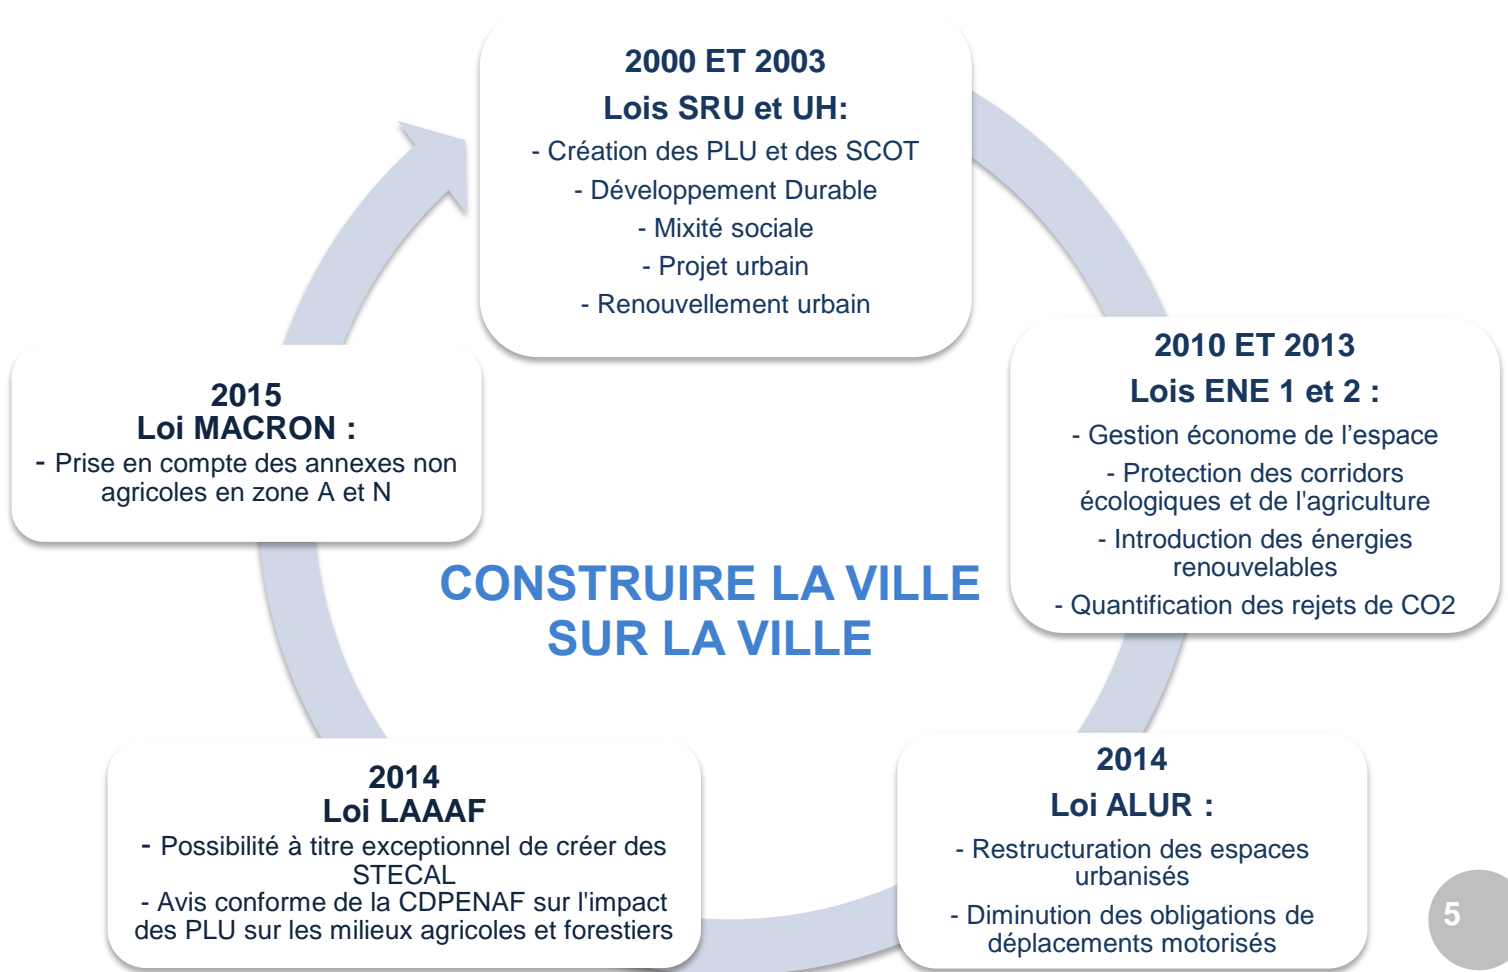 2000 ET 2003
Lois SRU et UH:
- Création des PLU et des SCOT
- Développement Durable
- Mixité sociale
- Projet urbain
- Renouvellement urbain
2010 ET 2013
Lois ENE 1 et 2 :
- Gestion économe de l’espace
- Protection des corridors
écologiques et de l'agriculture
- Introduction des énergies
renouvelables
- Quantification des rejets de CO2
2014
Loi ALUR :
- Restructuration des espaces
urbanisés
- Diminution des obligations de
déplacements motorisés
2014
Loi LAAAF
- Possibilité à titre exceptionnel de créer des
STECAL
- Avis conforme de la CDPENAF sur l'impact
des PLU sur les milieux agricoles et forestiers
2015
Loi MACRON :
- Prise en compte des annexes non
agricoles en zone A et N
CONSTRUIRE LA VILLE
SUR LA VILLE
5